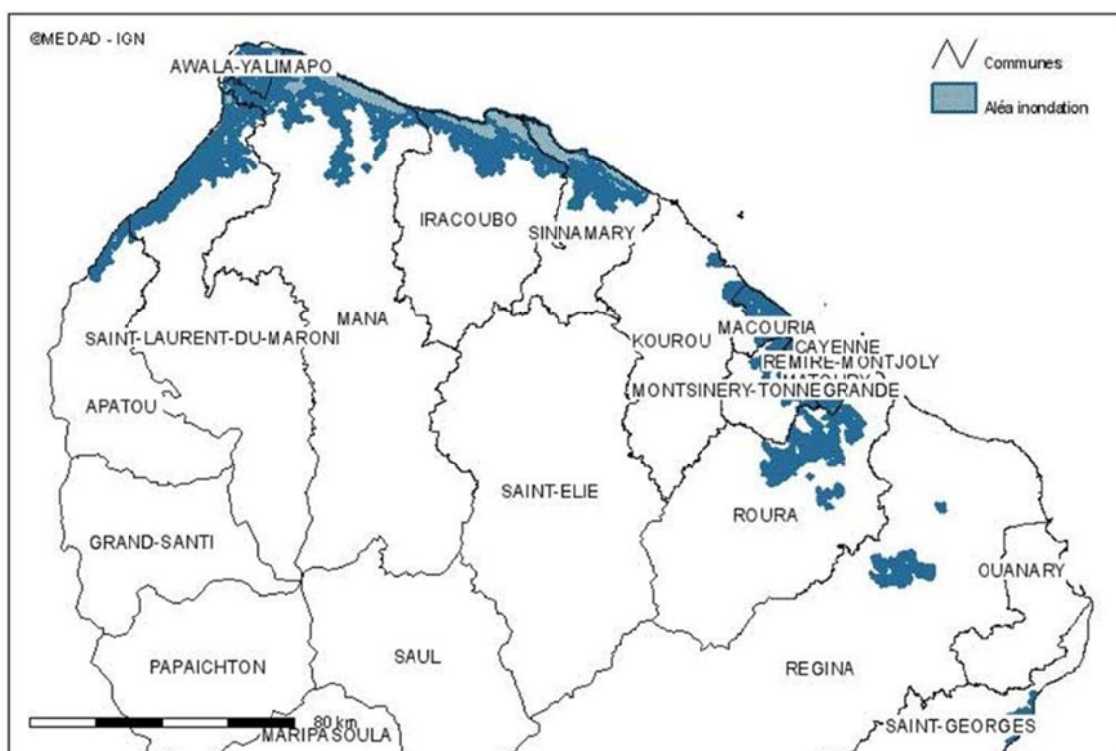 ©MEDAD - IGN
Communes
Aléa inondation
AWALA-YALIMAPO
IRACOUBO
SINNAMARY
MANA
SAINT-LAURENT-DU-MARONI
KOUROU
MACOURIA
CAYENNE
REMIRE-MONTJOLY
MATOURY
MONTSINERY-TONNEGRANDE
APATOU
SAINT-ELIE
ROURA
GRAND-SANTI
OUANARY
PAPAICHTON
SAUL
REGINA
SAINT-GEORGES
80 km
MARIPASOULA